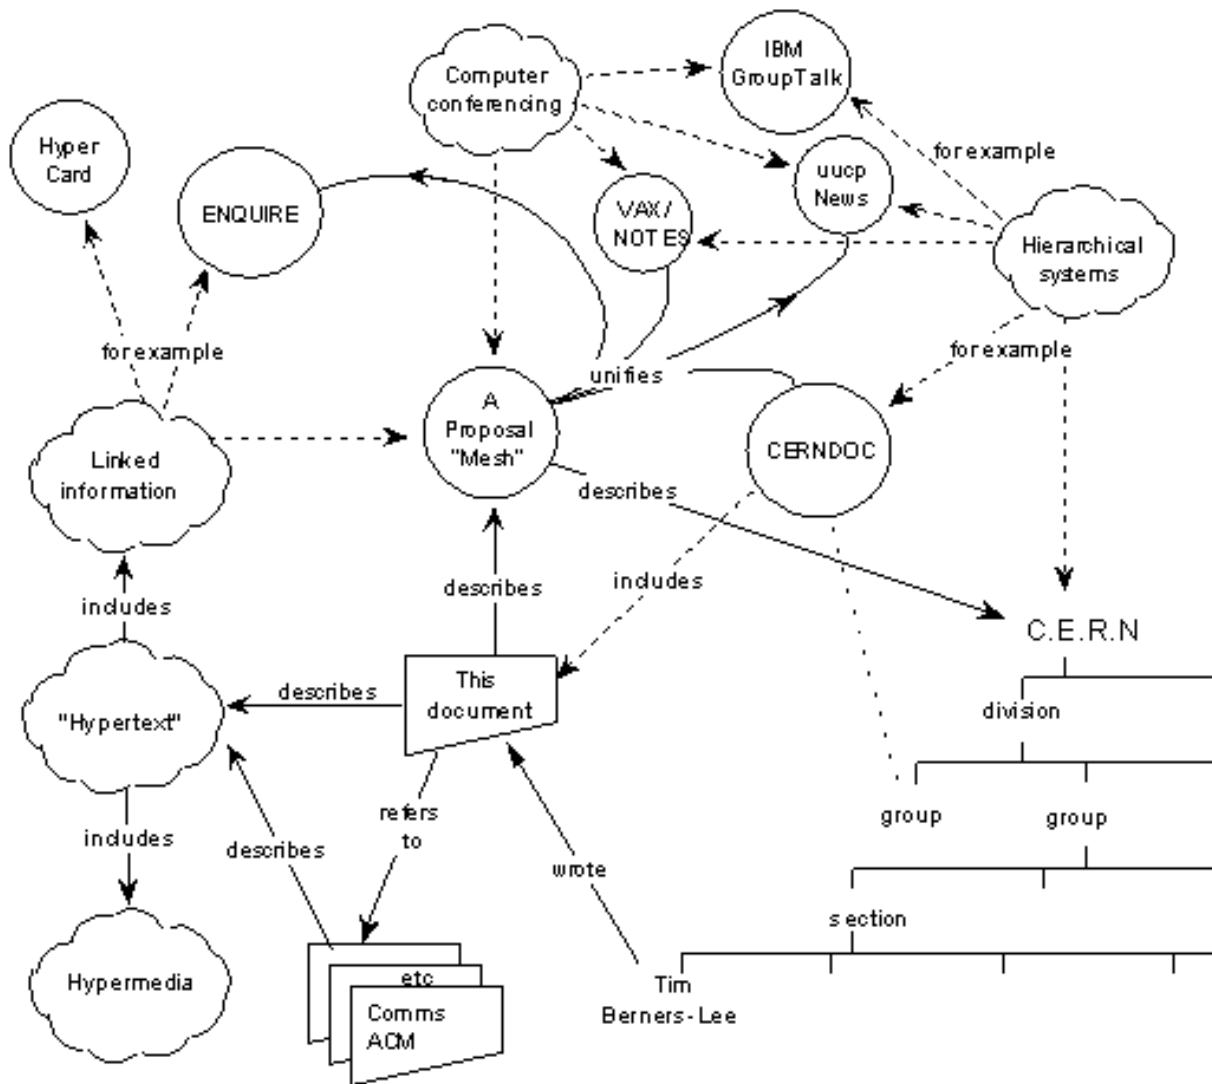 IBM
GroupTalk
Computer
conferencing
Hyper
Card
for example
uucp
News
ENQUIRE
VAX/
NOTES
Hierarchical
systems
for example
for example
unifies
A
Proposal
"Mesh"
CERNDOC
Linked
information
describes
includes
describes
includes
C.E.R.N
This
document
describes
"Hypertext"
division
refers
to
group
group
includes
describes
wrote
section
Hypermedia
etc
Comms
ACM
Tim
Berners-Lee